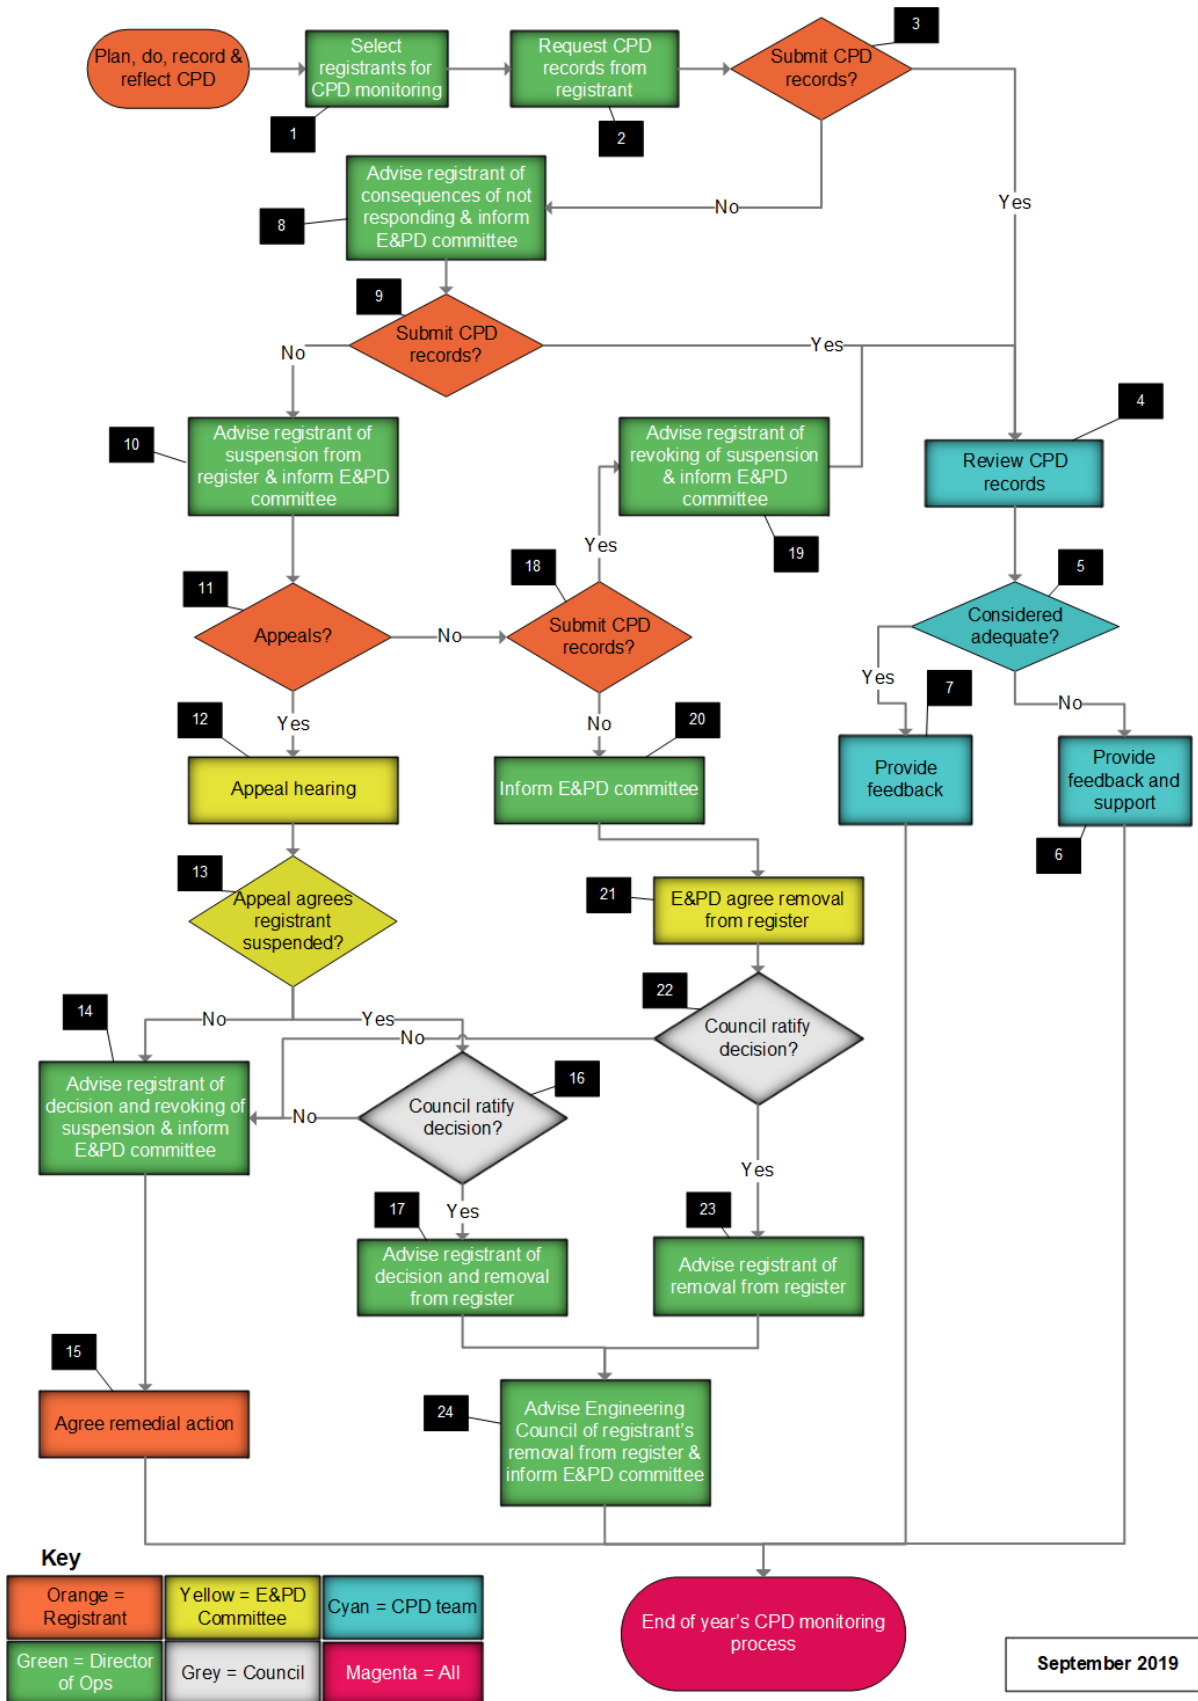 Plan, do, record &
reflect CPD
Select
registrants for
CPD monitoring
Request CPD
records from
registrant
Submit CPD
records?
3
1
2
Advise registrant of
consequences of not
responding & inform
E&PD committee
8
No
Yes
9
Submit CPD
records?
No
Yes
10
Advise registrant of
suspension from
register & inform E&PD
committee
Advise registrant of
revoking of suspension
& inform E&PD
committee
4
Review CPD
records
19
Yes
18
11
Appeals?
No
Submit CPD
records?
5
Considered
adequate?
Yes
7
No
12
Yes
No
20
Appeal hearing
Inform E&PD committee
Provide
feedback
Provide
feedback and
support
6
13
Appeal agrees
registrant
suspended?
21
E&PD agree removal
from register
22
Council ratify
decision?
14
No
Yes
No
Advise registrant of
decision and revoking of
suspension & inform
E&PD committee
No
Council ratify
decision?
16
Yes
Yes
17
23
Advise registrant of
decision and removal
from register
Advise registrant of
removal from register
15
Agree remedial action
24
Advise Engineering
Council of registrant's
removal from register &
inform E&PD committee
Key
Orange =
Registrant
Yellow = E&PD
Committee
Cyan = CPD team
Green = Director
of Ops
Grey = Council
Magenta = All
End of year's CPD monitoring
process
September 2019